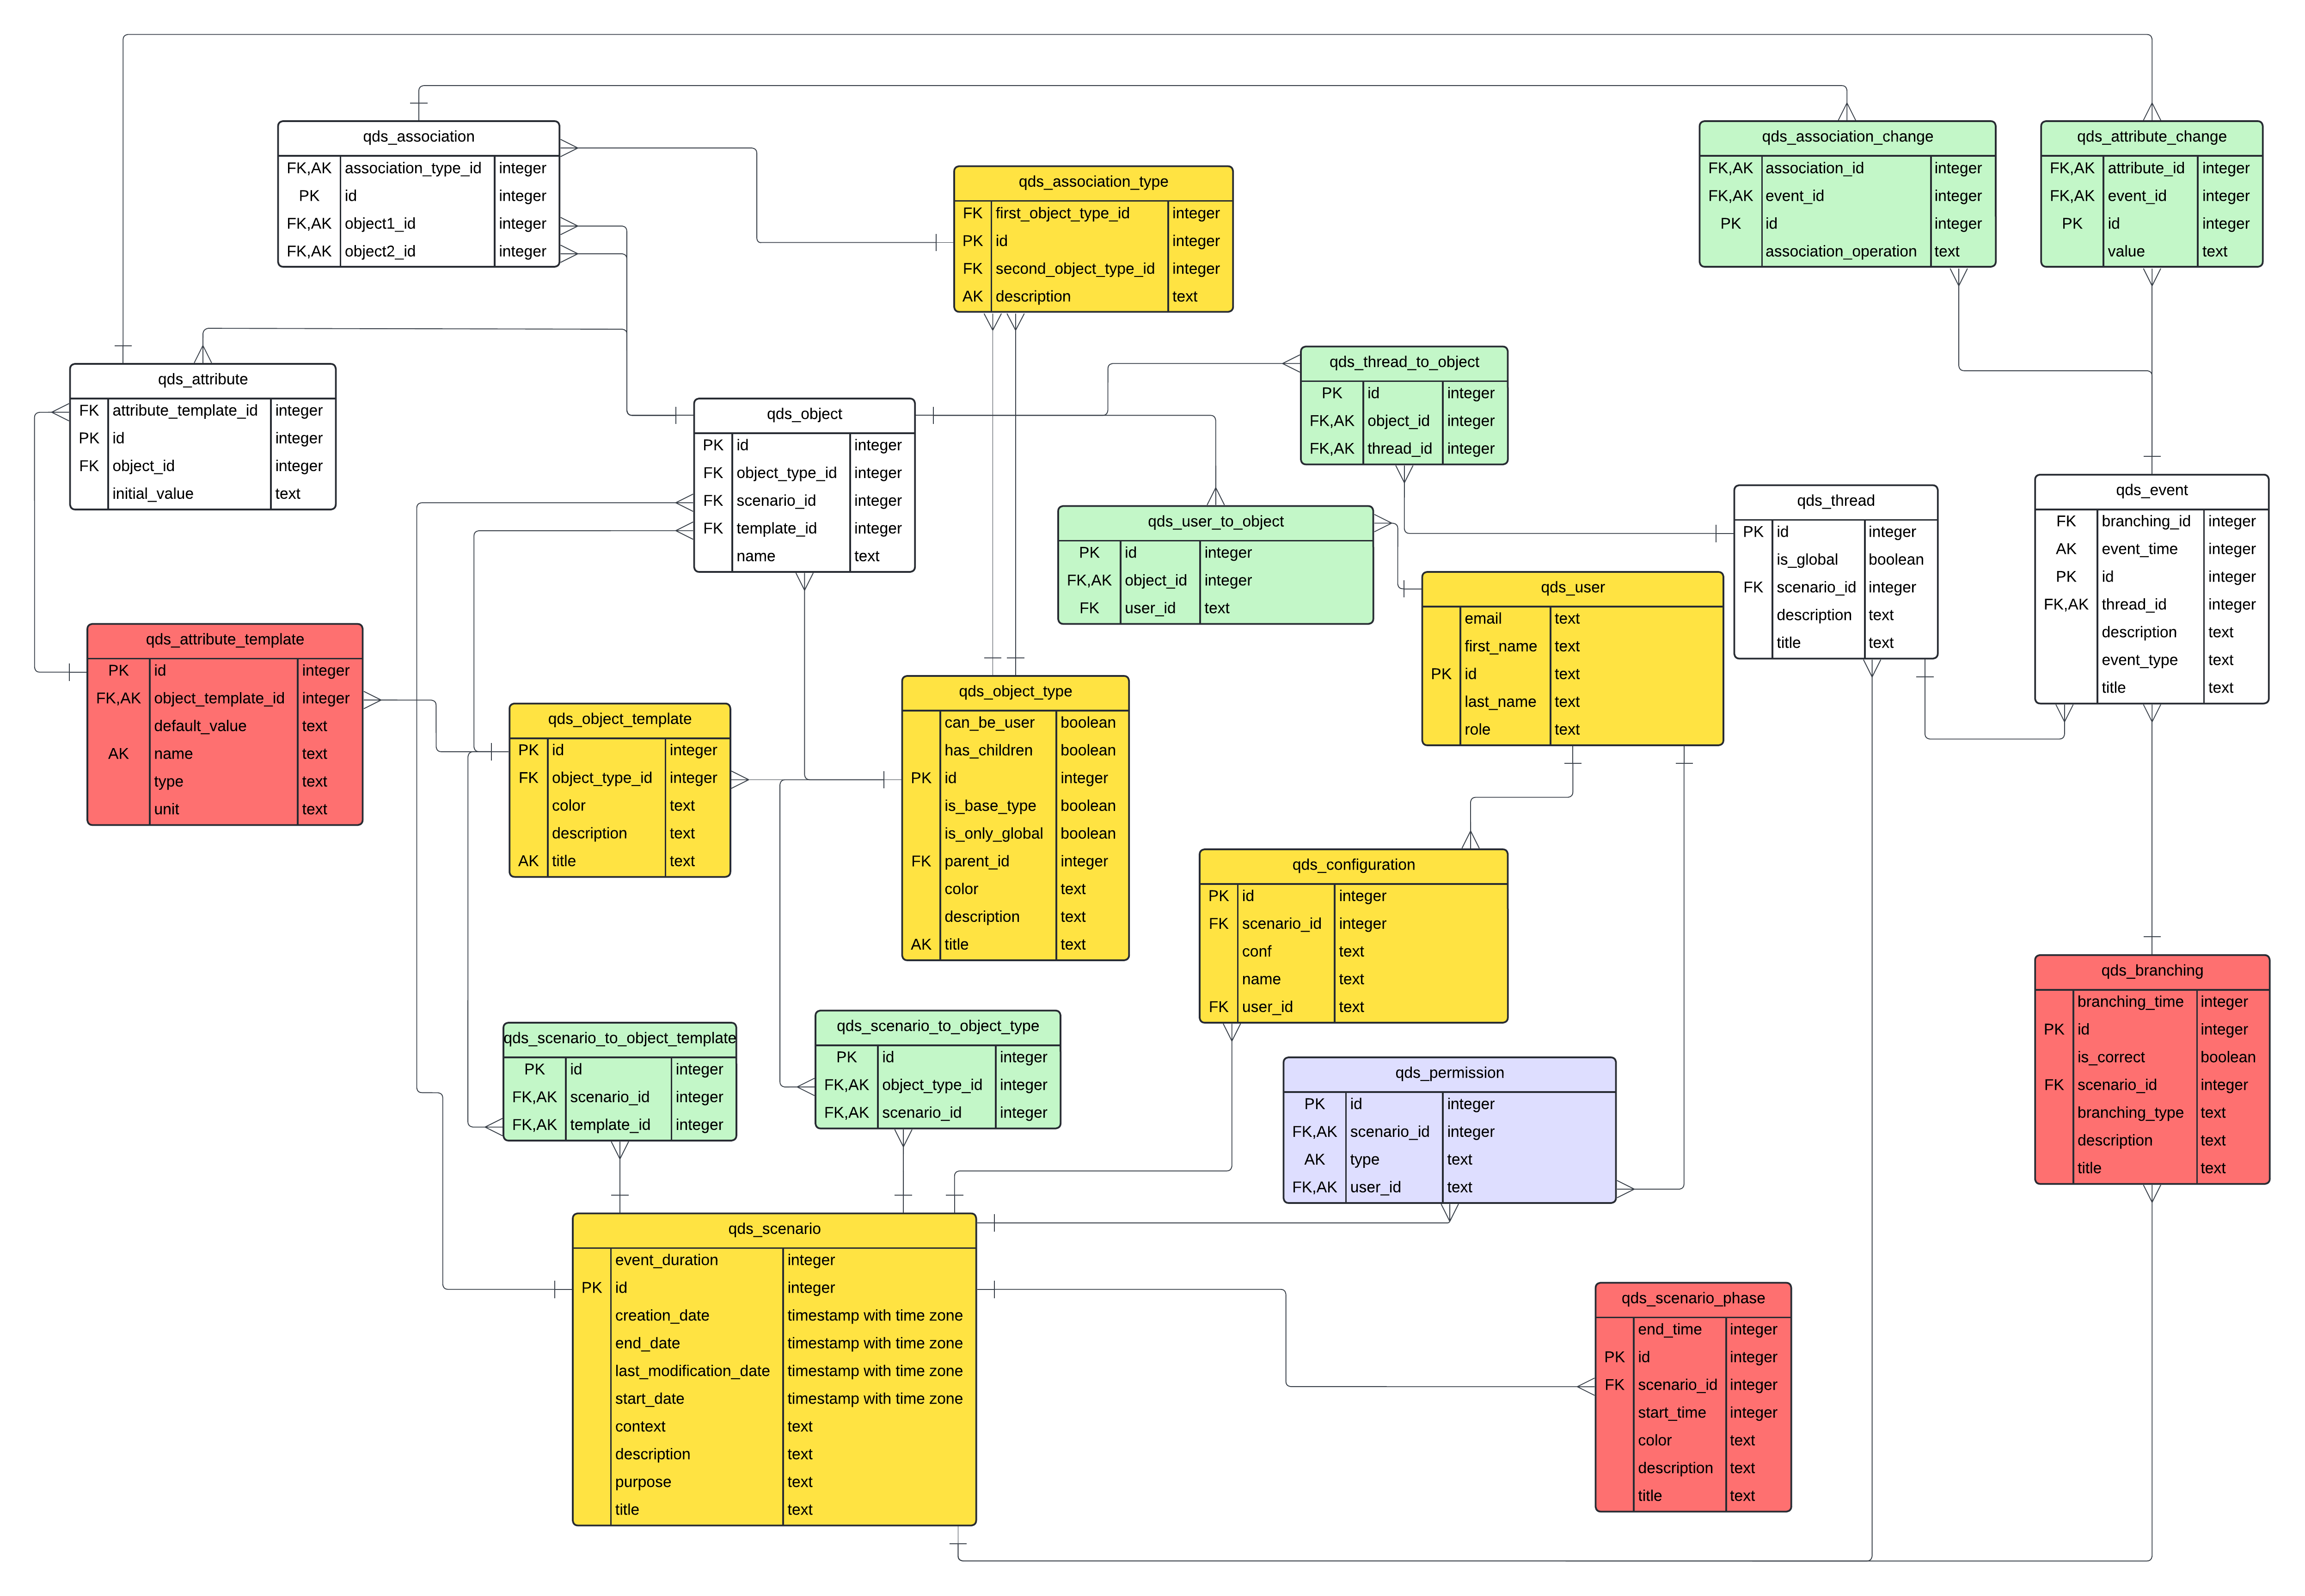 qds_association
FK,AK association_type_id integer
PK id integer
FK,AK object1_id integer
FK,AK object2_id integer
qds_association_type
FK first_object_type_id integer
PK id integer
FK second_object_type_id integer
AK description text
qds_association_change
FK,AK association_id integer
FK,AK event_id integer
PK id integer
association_operation text
qds_attribute_change
FK,AK attribute_id integer
FK,AK event_id integer
PK id integer
value text
qds_attribute
FK attribute_template_id integer
PK id integer
FK object_id integer
initial_value text
qds_object
PK id integer
FK object_type_id integer
FK scenario_id integer
FK template_id integer
name text
qds_thread_to_object
PK id integer
FK,AK object_id integer
FK,AK thread_id integer
qds_user_to_object
PK id integer
FK,AK object_id integer
FK user_id text
qds_thread
PK id integer
is_global boolean
FK scenario_id integer
description text
title text
qds_event
FK branching_id integer
AK event_time integer
PK id integer
FK,AK thread_id integer
description text
event_type text
title text
qds_user
email text
first_name text
PK id text
last_name text
role text
qds_attribute_template
PK id integer
FK,AK object_template_id integer
default_value text
AK name text
type text
unit text
qds_object_template
PK id integer
FK object_type_id integer
color text
description text
AK title text
qds_object_type
can_be_user boolean
has_children boolean
PK id integer
is_base_type boolean
is_only_global boolean
FK parent_id integer
color text
description text
AK title text
qds_configuration
PK id integer
FK scenario_id integer
conf text
name text
FK user_id text
qds_branching
branching_time integer
PK id integer
is_correct boolean
FK scenario_id integer
branching_type text
description text
title text
qds_scenario_to_object_template
PK id integer
FK,AK scenario_id integer
FK,AK template_id integer
qds_scenario_to_object_type
PK id integer
FK,AK object_type_id integer
FK,AK scenario_id integer
qds_permission
PK id integer
FK,AK scenario_id integer
AK type text
FK,AK user_id text
qds_scenario
event_duration integer
PK id integer
creation_date timestamp with time zone
end_date timestamp with time zone
last_modification_date timestamp with time zone
start_date timestamp with time zone
context text
description text
purpose text
title text
qds_scenario_phase
end_time integer
PK id integer
FK scenario_id integer
start_time integer
color text
description text
title text